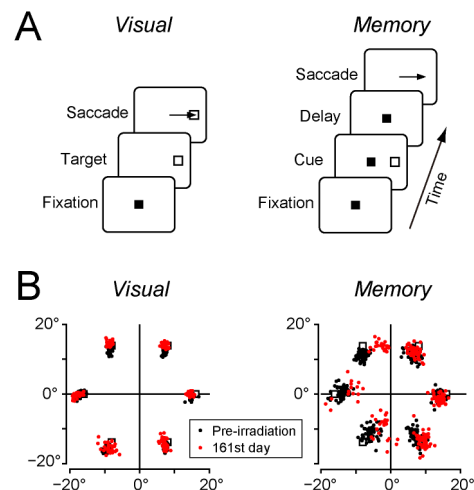 A
Visual
Memory
Saccade
Target
Fixation
Saccade
Delay
Cue
Fixation
Time
B
Visual
Memory
20°
0°
−20°
−20°
0°
20°
Pre-irradiation
161st day
20°
0°
−20°
−20°
0°
20°